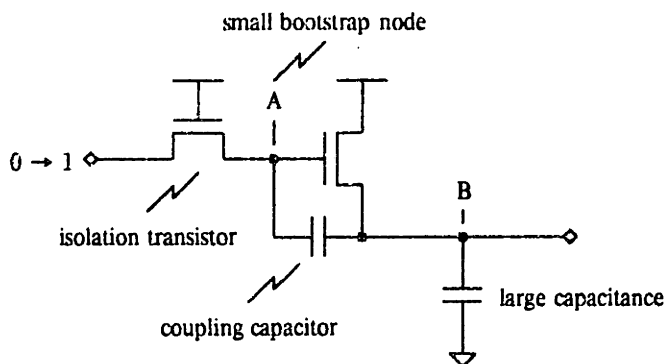 small bootstrap node
A
0 → 1
B
isolation transistor
large capacitance
coupling capacitor